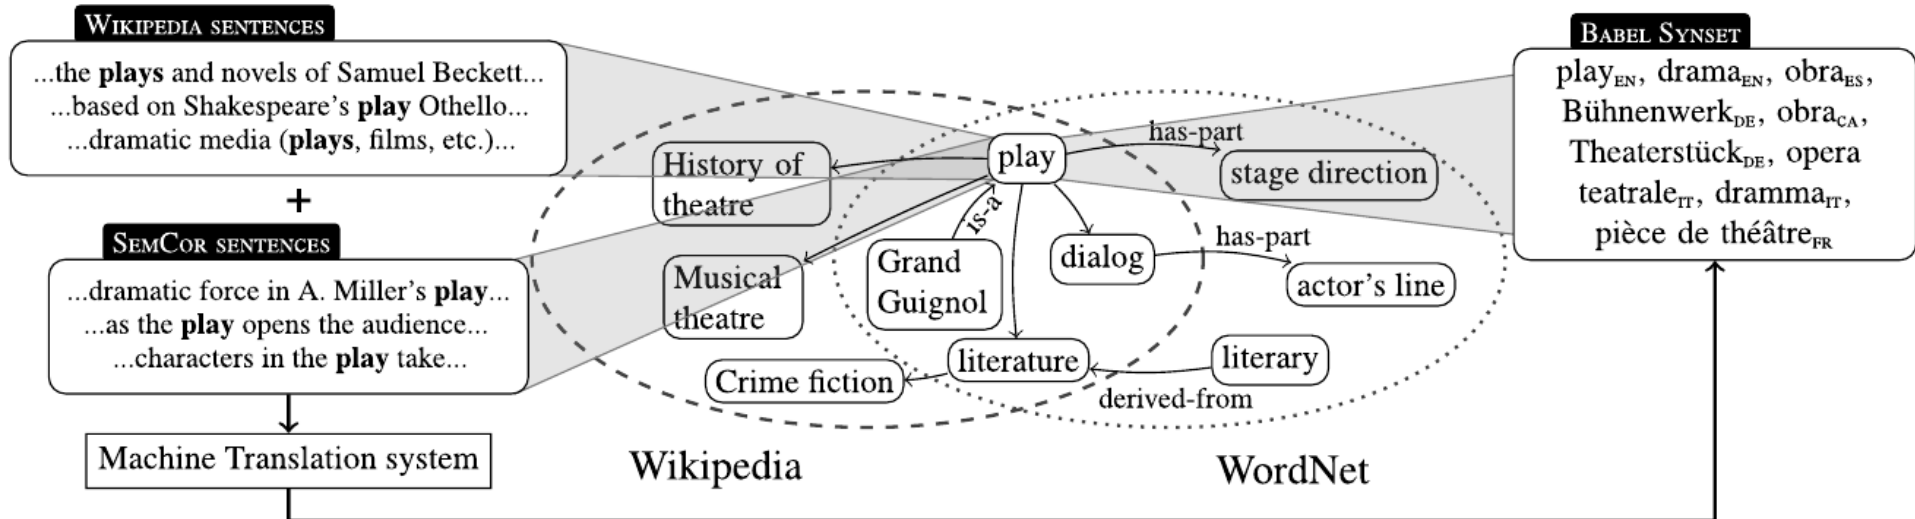 WIKIPEDIA SENTENCES
...the plays and novels of Samuel Beckett...
...based on Shakespeare's play Othello...
...dramatic media (plays, films, etc.)...
+
SEMCOR SENTENCES
...dramatic force in A. Miller's play...
...as the play opens the audience...
...characters in the play take...
Machine Translation system
History of
theatre
Musical
theatre
play
has-part
stage direction
is-a
Grand
Guignol
dialog
has-part
actor's line
literature
Crime fiction
literary
derived-from
Wikipedia
WordNet
BABEL SYNSET
playEN, dramaEN, obraES,
BühnenwerkDE, obraCA,
TheaterstückDE, opera
teatraleIT, drammaIT,
pièce de théâtreFR